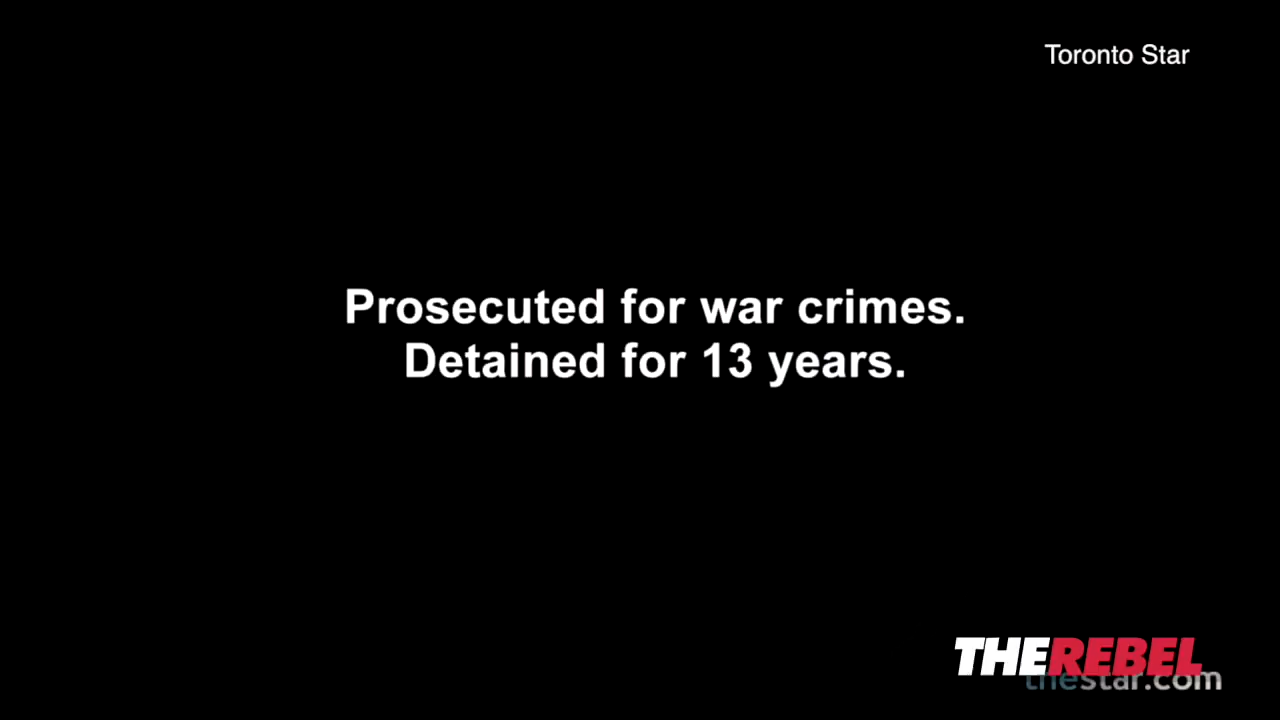 Toronto Star
Prosecuted for war crimes.
Detained for 13 years.
THEREBEL
thestar.com